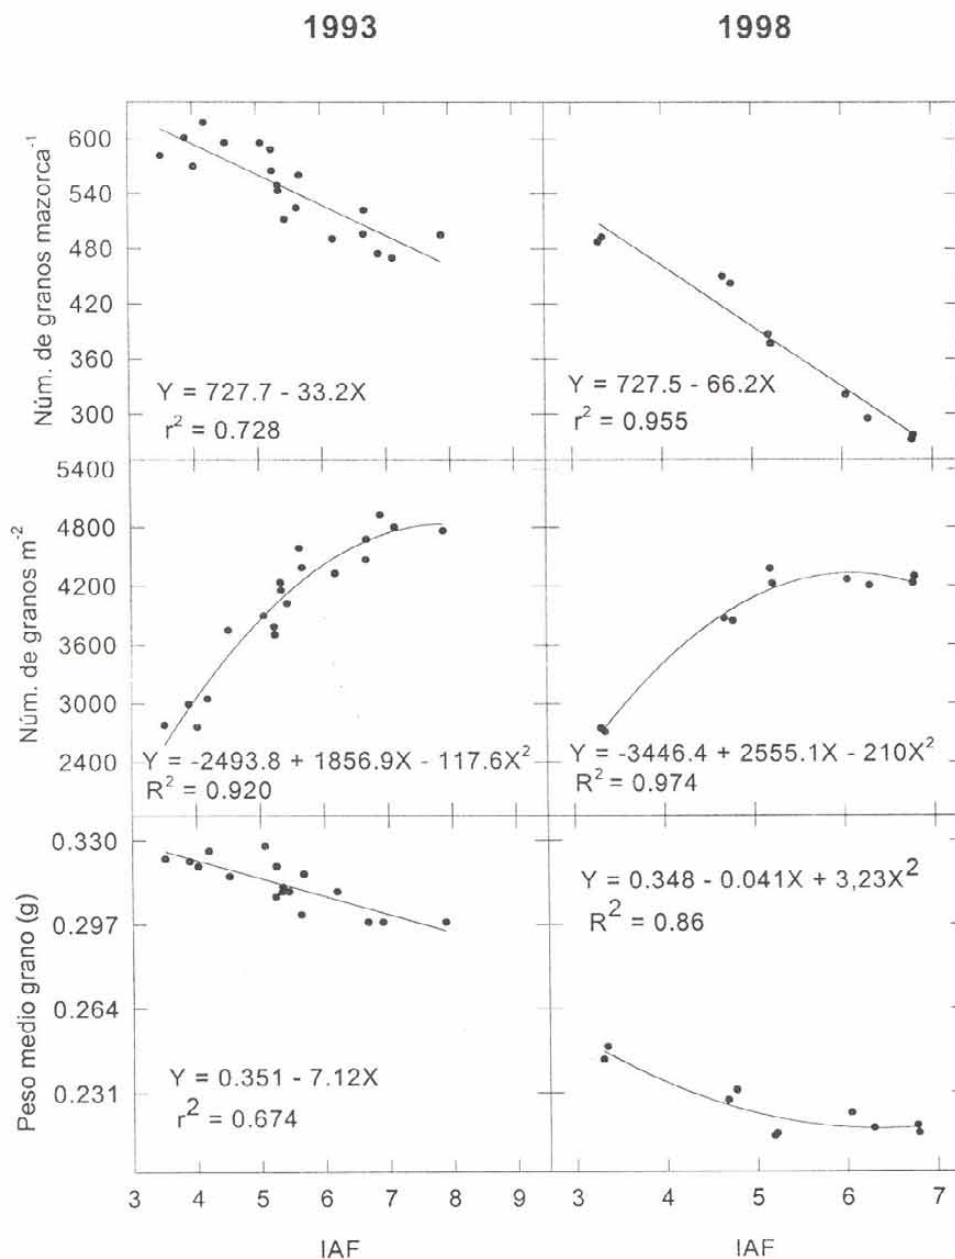 1993
1998
Núm. de granos mazorca⁻¹
600
540
480
420
360
300
Y = 727.7 - 33.2X
r² = 0.728
Y = 727.5 - 66.2X
r² = 0.955
Núm. de granos m⁻²
5400
4800
4200
3600
3000
2400
Y = -2493.8 + 1856.9X - 117.6X²
R² = 0.920
Y = -3446.4 + 2555.1X - 210X²
R² = 0.974
Peso medio grano (g)
0.330
0.297
0.264
0.231
Y = 0.351 - 7.12X
r² = 0.674
Y = 0.348 - 0.041X + 3,23X²
R² = 0.86
3 4 5 6 7 8 9
3 4 5 6 7
IAF
IAF